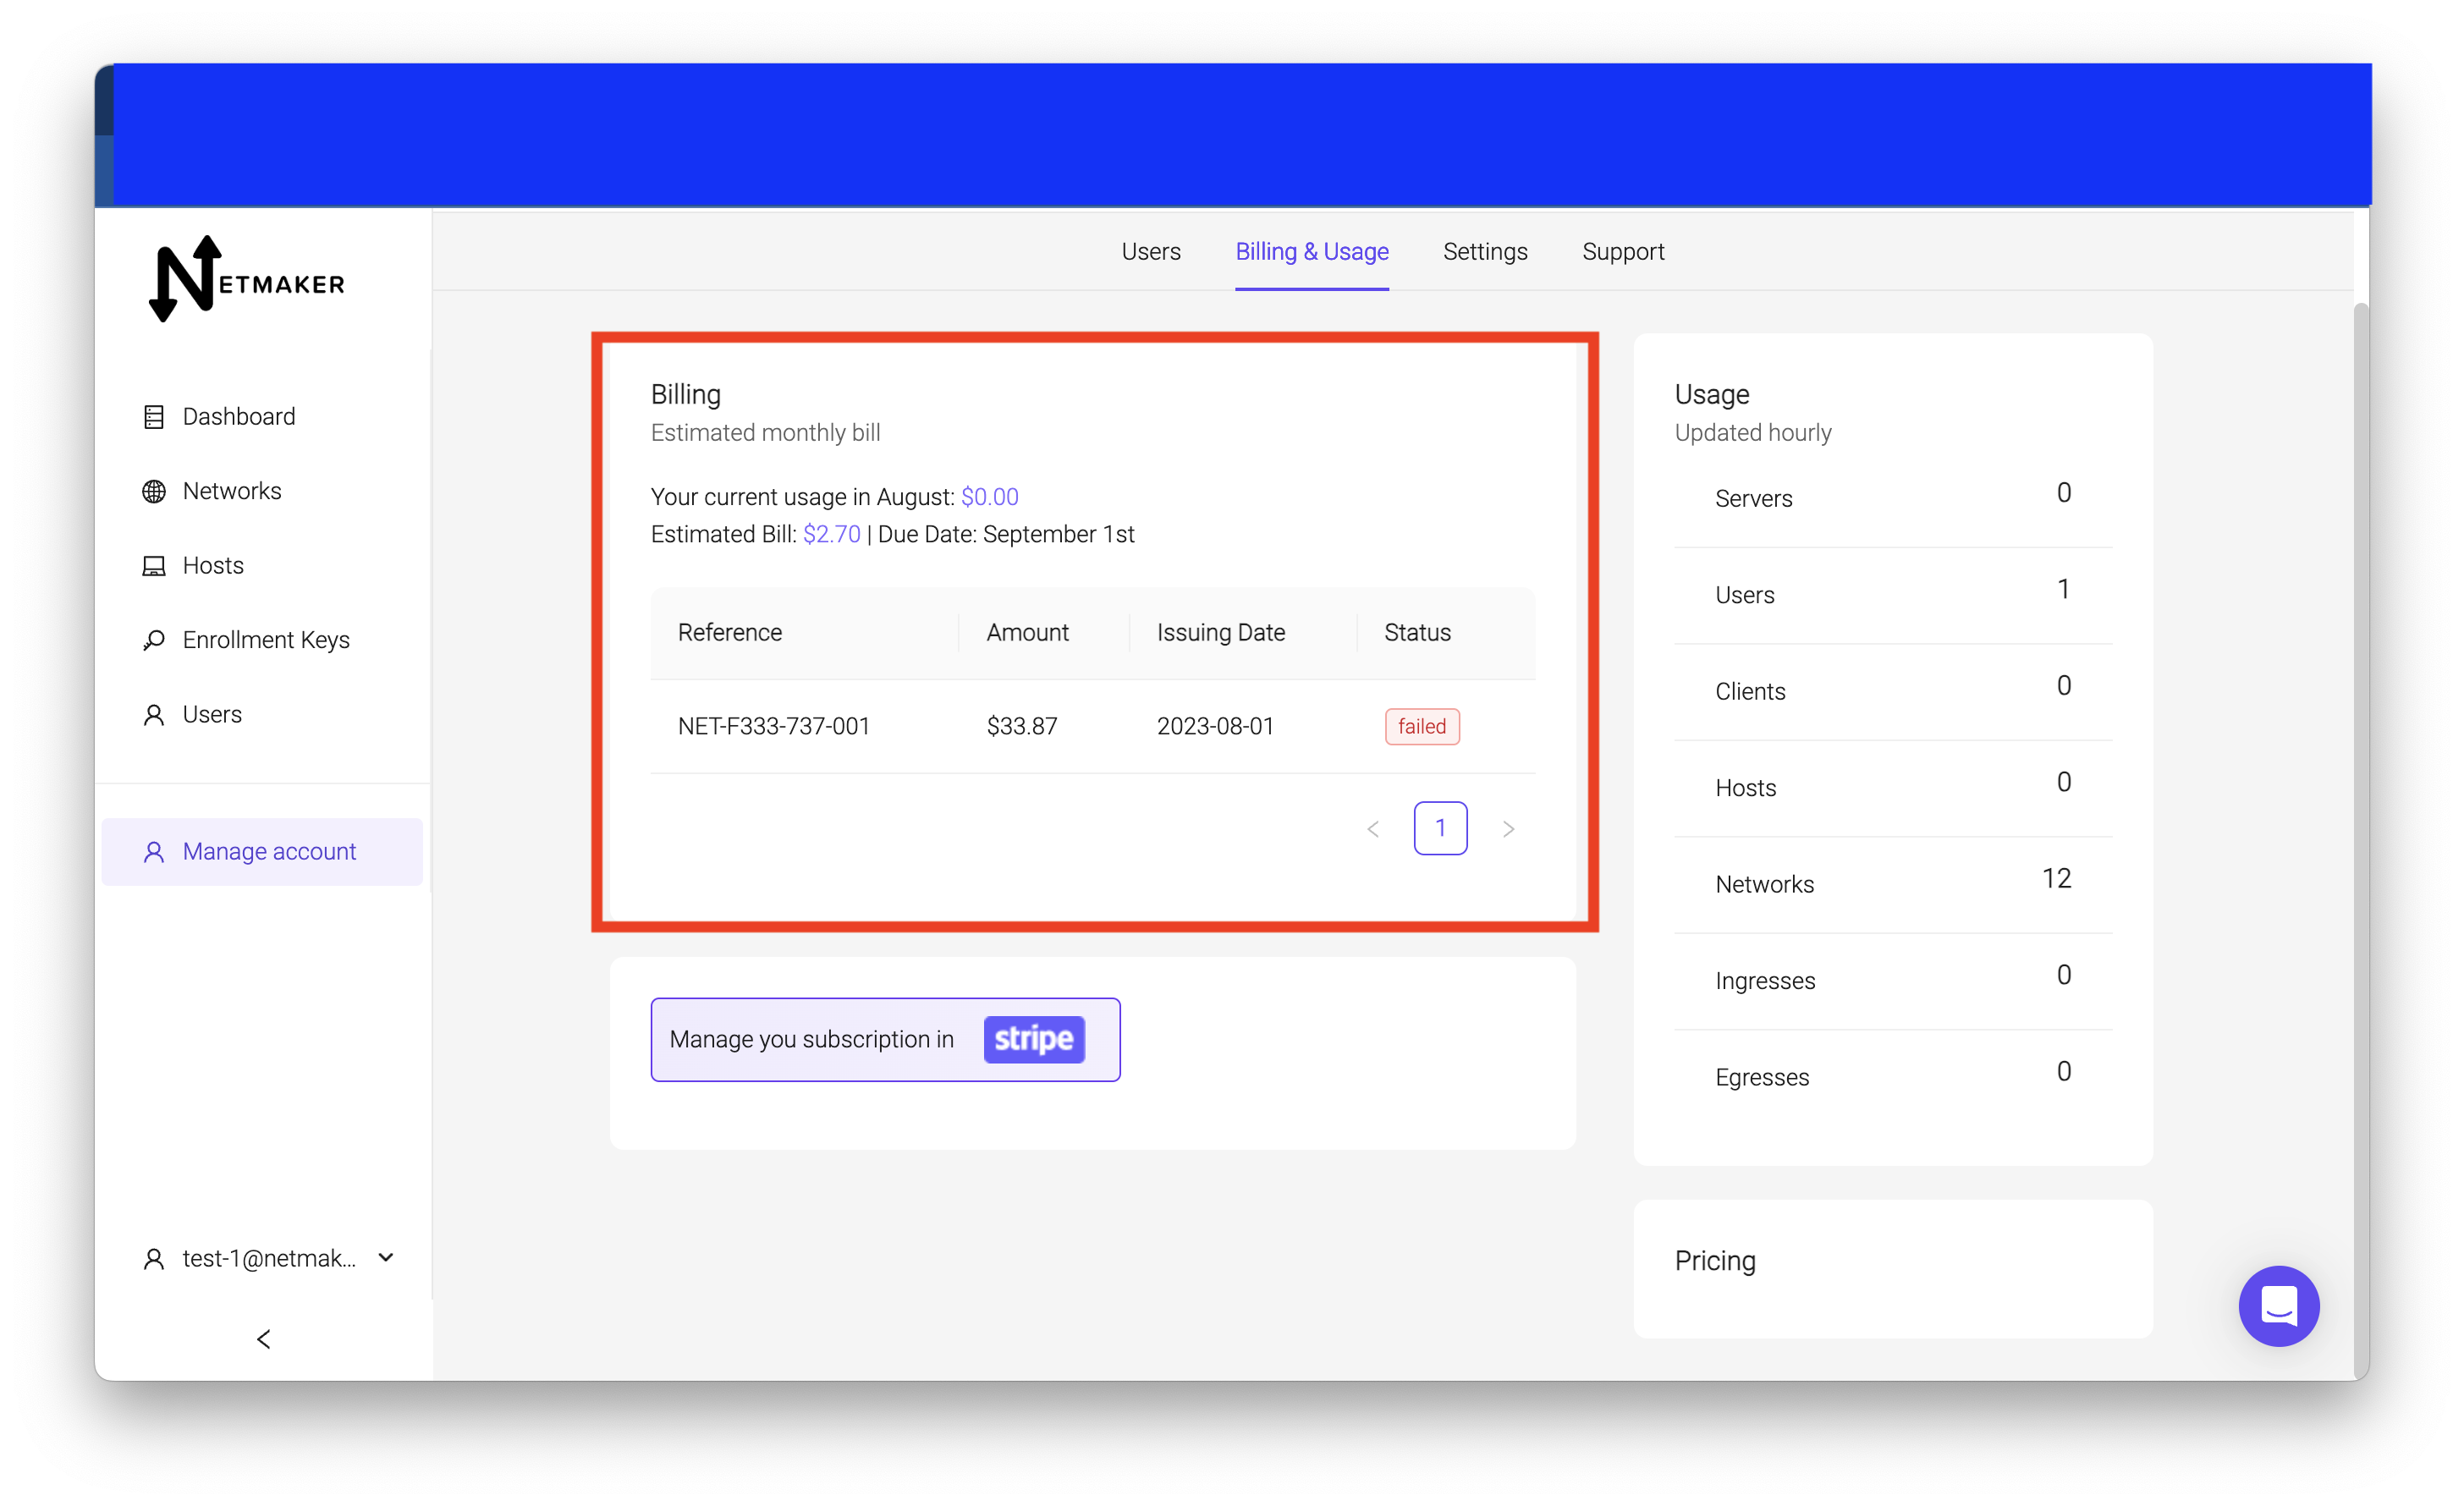 NETMAKER
Dashboard
Networks
Hosts
Enrollment Keys
Users
Manage account
test-1@netmak...
Users Billing & Usage Settings Support
Billing
Estimated monthly bill
Your current usage in August: $0.00
Estimated Bill: $2.70 | Due Date: September 1st
Reference Amount Issuing Date Status
NET-F333-737-001 $33.87 2023-08-01 failed
1
Manage you subscription in stripe
Usage
Updated hourly
Servers 0
Users 1
Clients 0
Hosts 0
Networks 12
Ingresses 0
Egresses 0
Pricing